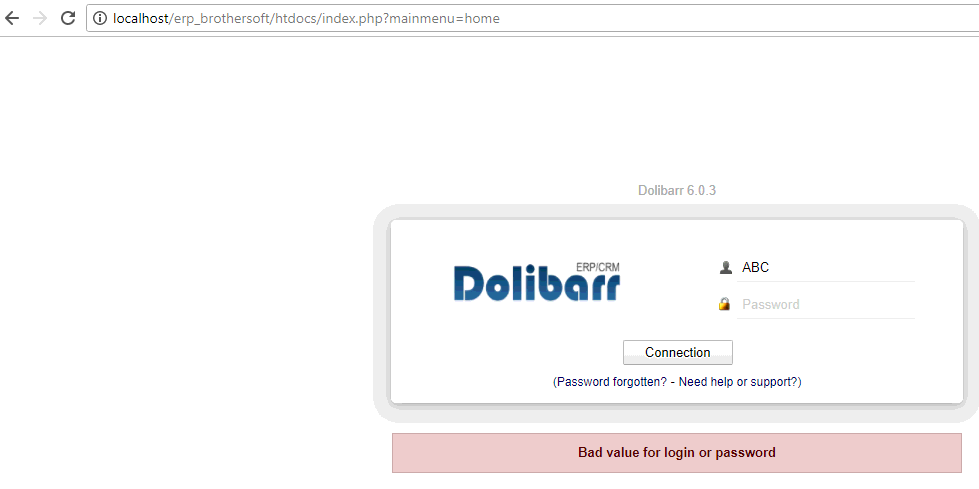 localhost/erp_brothersoft/htdocs/index.php?mainmenu=home
Dolibarr 6.0.3
ERP/CRM
Dolibarr
ABC
Password
Connection
(Password forgotten? - Need help or support?)
Bad value for login or password